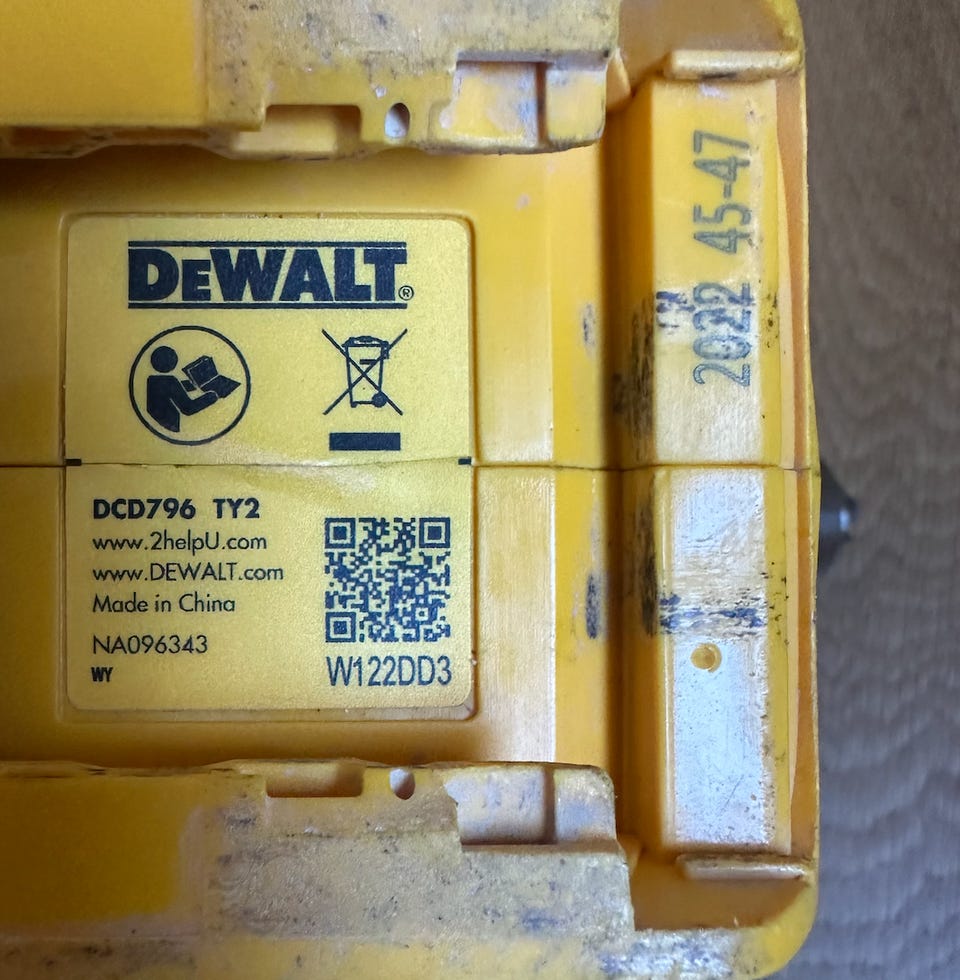 DEWALT®
DCD796 TY2
www.2helpU.com
www.DEWALT.com
Made in China
NA096343
WY
W122DD3
2022 45-47